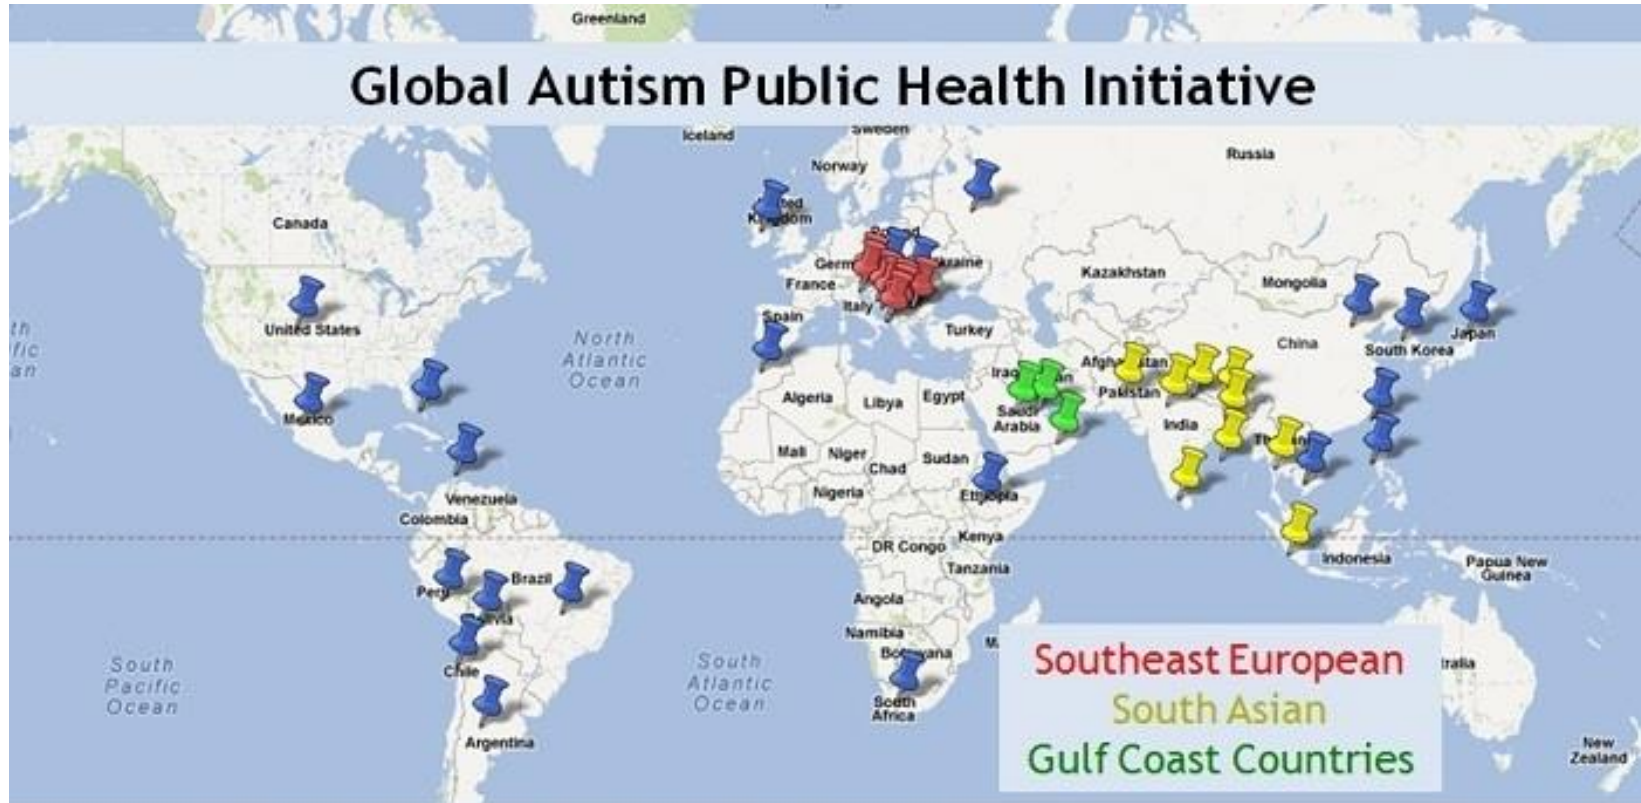 Greenland
Global Autism Public Health Initiative
Iceland
Sweden
Norway
Russia
Canada
Kingdom
Kazakhstan
Mongolia
France
Italy
Spain
Turkey
United States
North
Atlantic
Ocean
China
Japan
South Korea
Mexico
Algeria
Libya
Egypt
Saudi
Arabia
Pakistan
India
Mali
Niger
Chad
Sudan
Nigeria
Ethiopia
Venezuela
Colombia
DR Congo
Kenya
Tanzania
Indonesia
Papua New
Guinea
Peru
Brazil
Angola
Namibia
Chile
South
Pacific
Ocean
South
Atlantic
Ocean
South
Africa
Argentina
Southeast European
South Asian
Gulf Coast Countries
New
Zealand